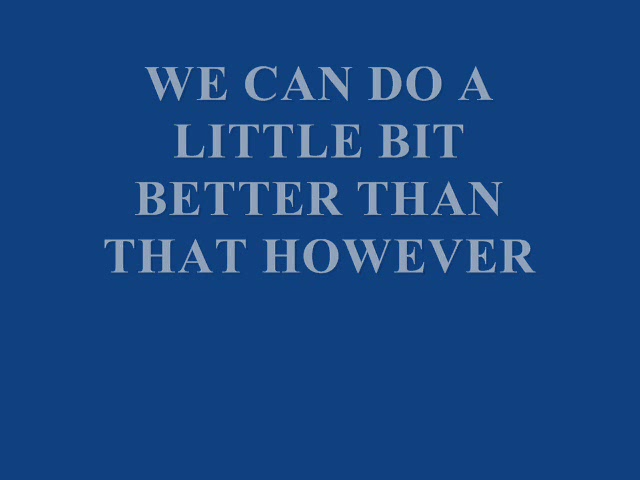 WE CAN DO A
LITTLE BIT
BETTER THAN
THAT HOWEVER